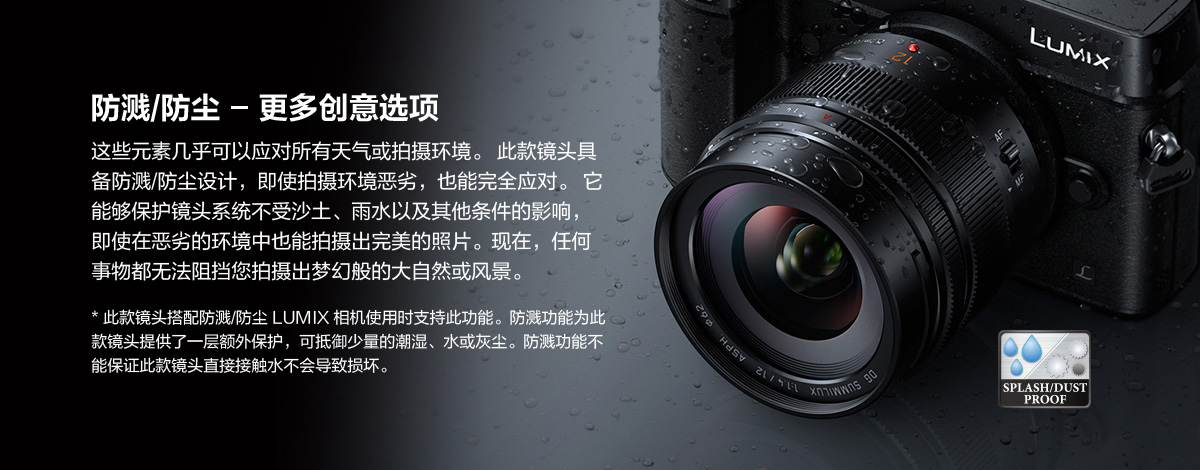 防溅/防尘 – 更多创意选项
这些元素几乎可以应对所有天气或拍摄环境。 此款镜头具
备防溅/防尘设计，即使拍摄环境恶劣，也能完全应对。 它
能够保护镜头系统不受沙土、雨水以及其他条件的影响，
即使在恶劣的环境中也能拍摄出完美的照片。现在，任何
事物都无法阻挡您拍摄出梦幻般的大自然或风景。
* 此款镜头搭配防溅/防尘 LUMIX 相机使用时支持此功能。防溅功能为此
款镜头提供了一层额外保护，可抵御少量的潮湿、水或灰尘。防溅功能不
能保证此款镜头直接接触水不会导致损坏。
LUMIX
12
A
1.4
AF
MF
DG SUMMILUX 1:1.4 / 12 ASPH. ⌀62
SPLASH/DUST
PROOF